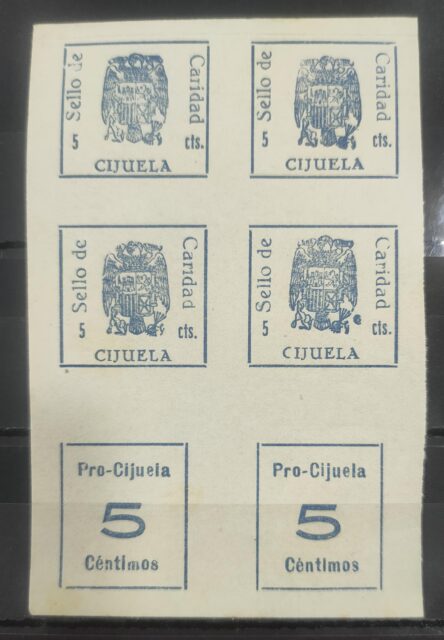 Sello de Caridad
5 cts.
CIJUELA
Sello de Caridad
5 cts.
CIJUELA
Sello de Caridad
5 cts.
CIJUELA
Sello de Caridad
5 cts.
CIJUELA
Pro-Cijuela
5
Céntimos
Pro-Cijuela
5
Céntimos